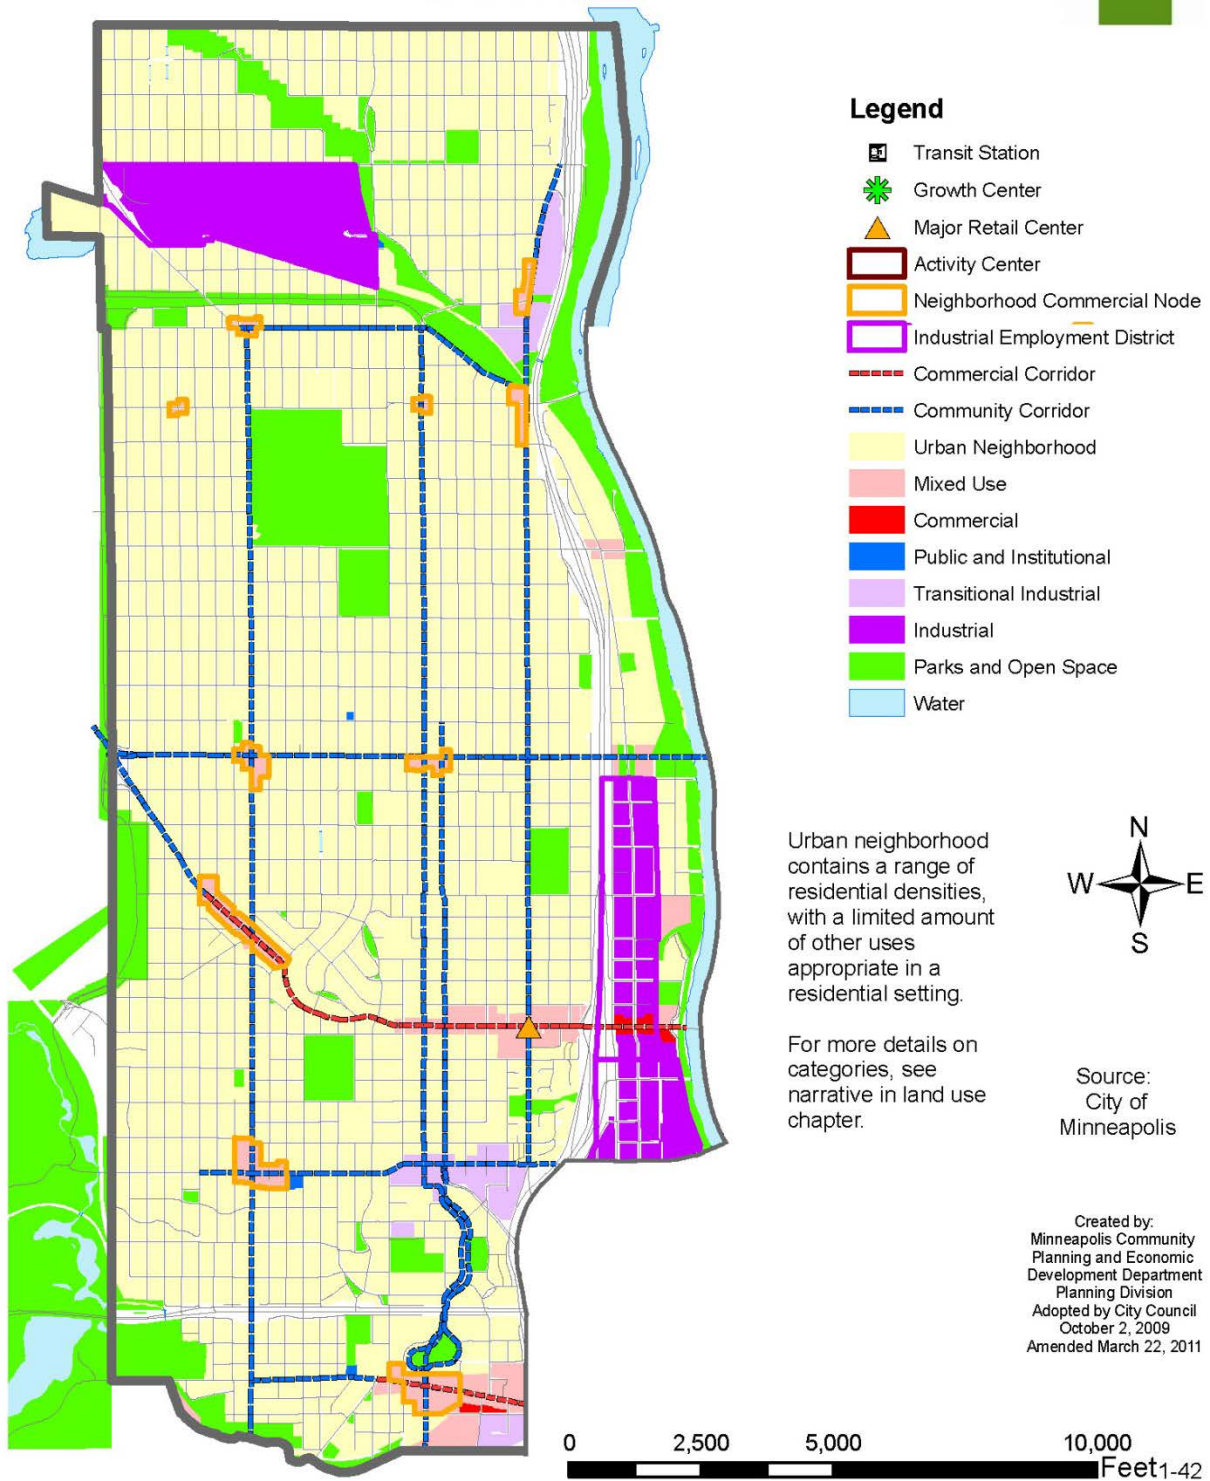 Legend
Transit Station
Growth Center
Major Retail Center
Activity Center
Neighborhood Commercial Node
Industrial Employment District
Commercial Corridor
Community Corridor
Urban Neighborhood
Mixed Use
Commercial
Public and Institutional
Transitional Industrial
Industrial
Parks and Open Space
Water
Urban neighborhood
contains a range of
residential densities,
with a limited amount
of other uses
appropriate in a
residential setting.
For more details on
categories, see
narrative in land use
chapter.
N
W E
S
Source:
City of
Minneapolis
Created by:
Minneapolis Community
Planning and Economic
Development Department
Planning Division
Adopted by City Council
October 2, 2009
Amended March 22, 2011
0 2,500 5,000 10,000
Feet
1-42